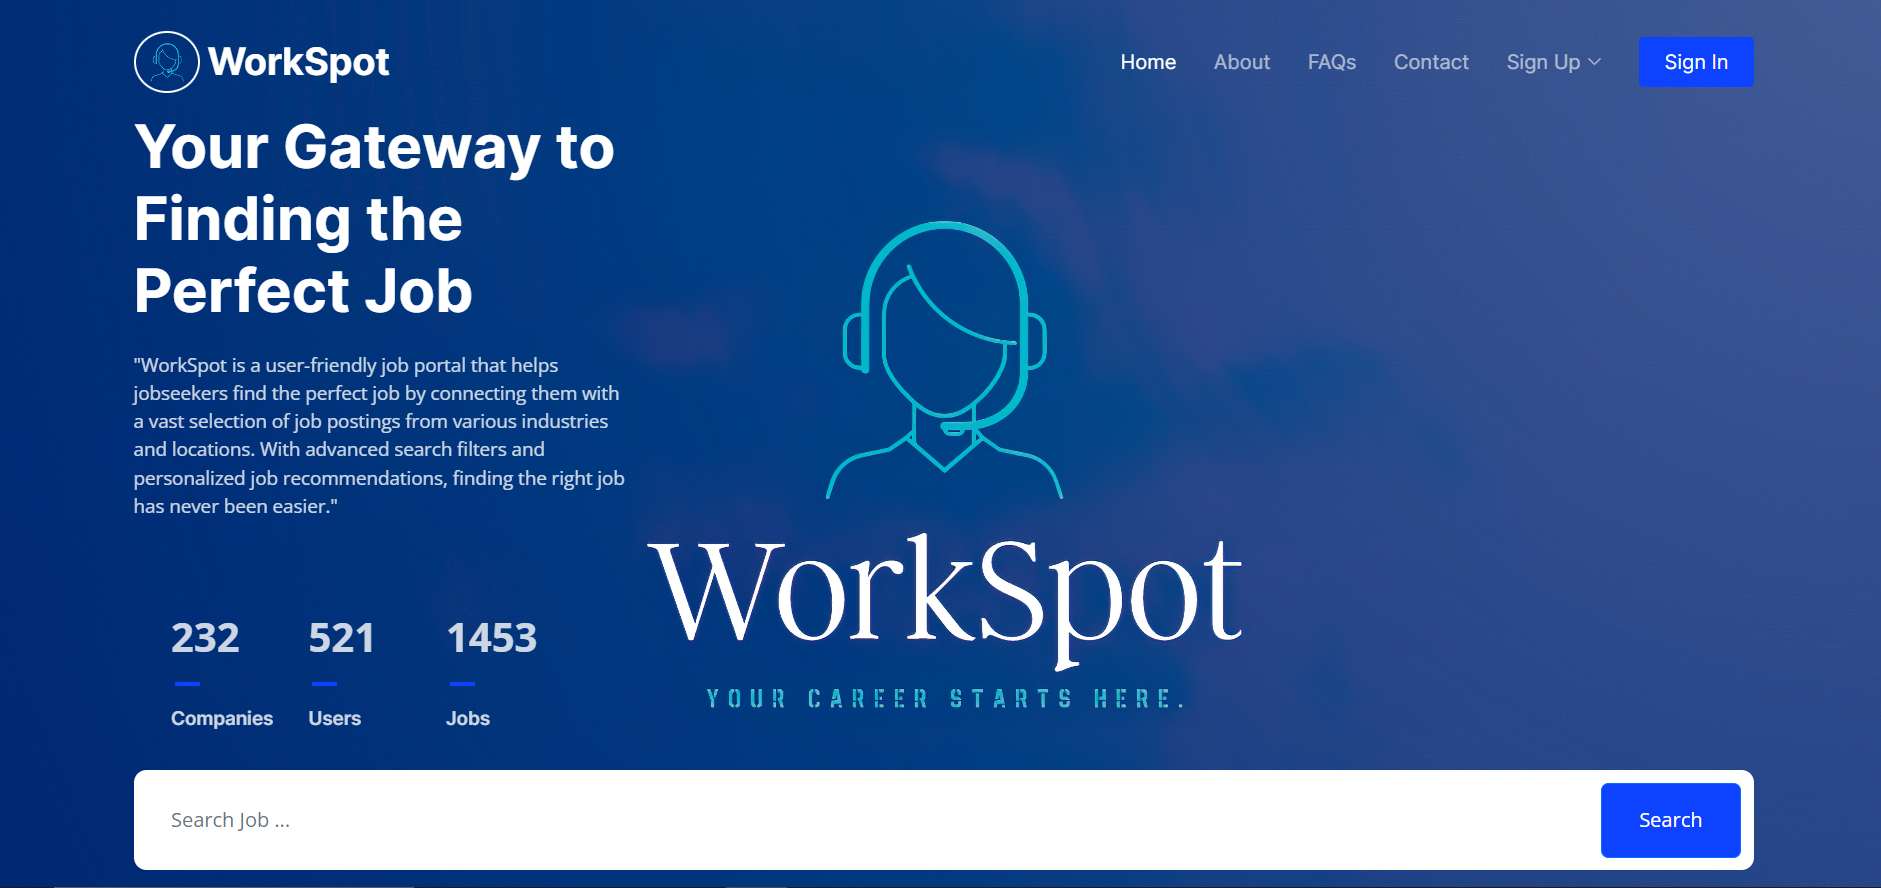 WorkSpot
Home
About
FAQs
Contact
Sign Up
Sign In
Your Gateway to
Finding the
Perfect Job
"WorkSpot is a user-friendly job portal that helps
jobseekers find the perfect job by connecting them with
a vast selection of job postings from various industries
and locations. With advanced search filters and
personalized job recommendations, finding the right job
has never been easier."
232
Companies
521
Users
1453
Jobs
WorkSpot
YOUR CAREER STARTS HERE.
Search Job ...
Search